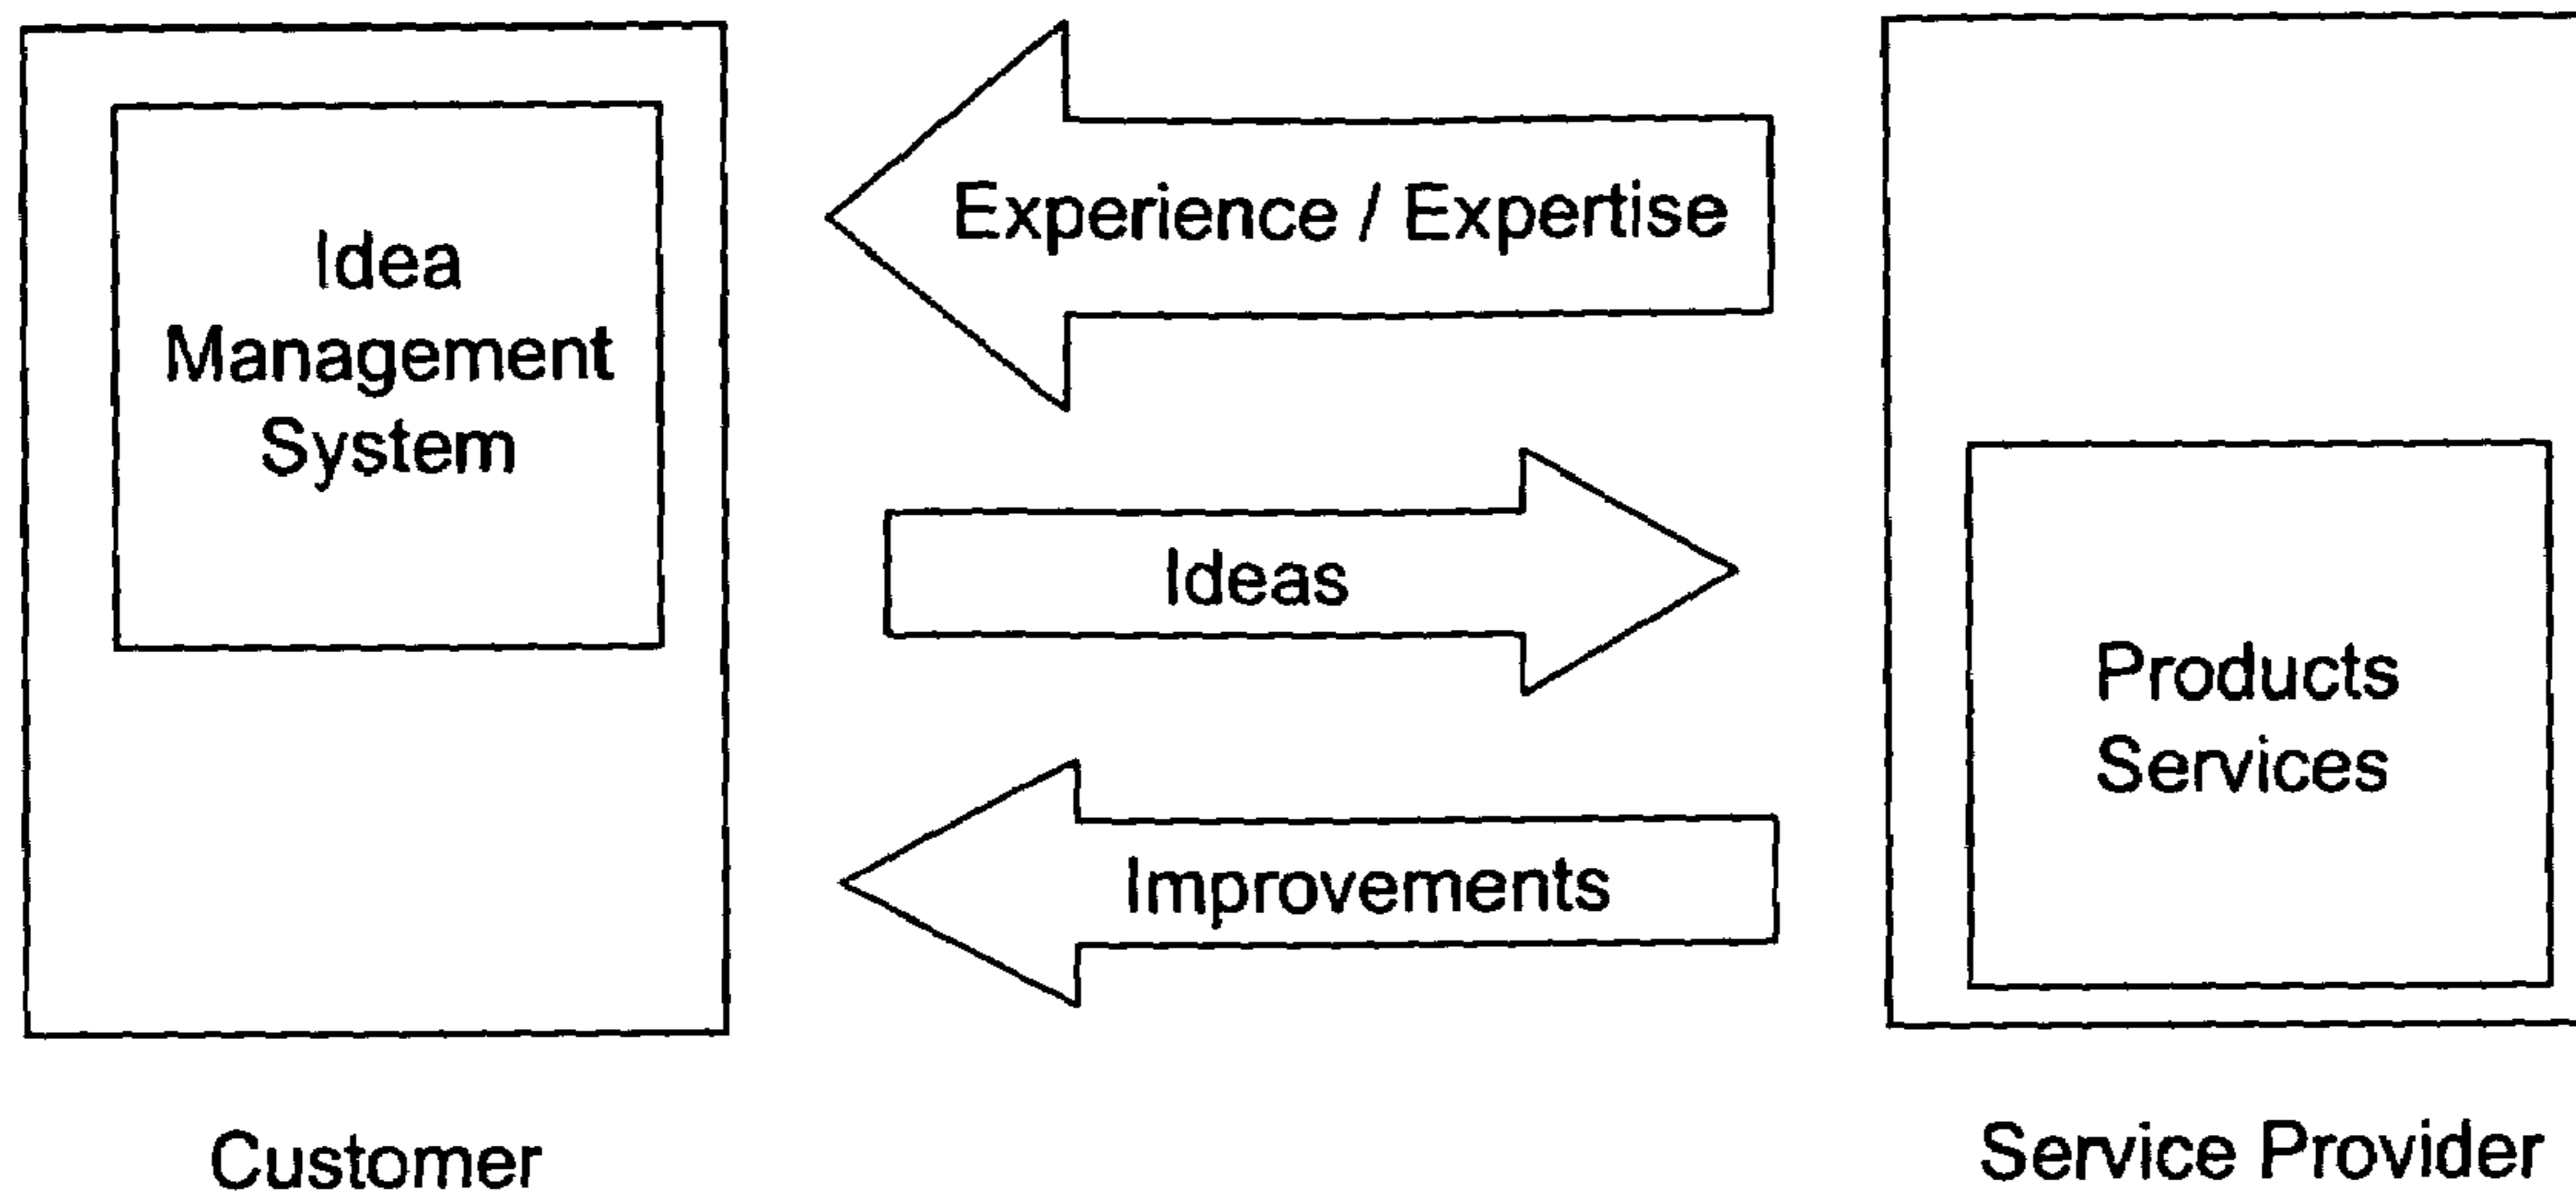 Idea
Management
System
Experience / Expertise
Ideas
Improvements
Products
Services
Customer
Service Provider